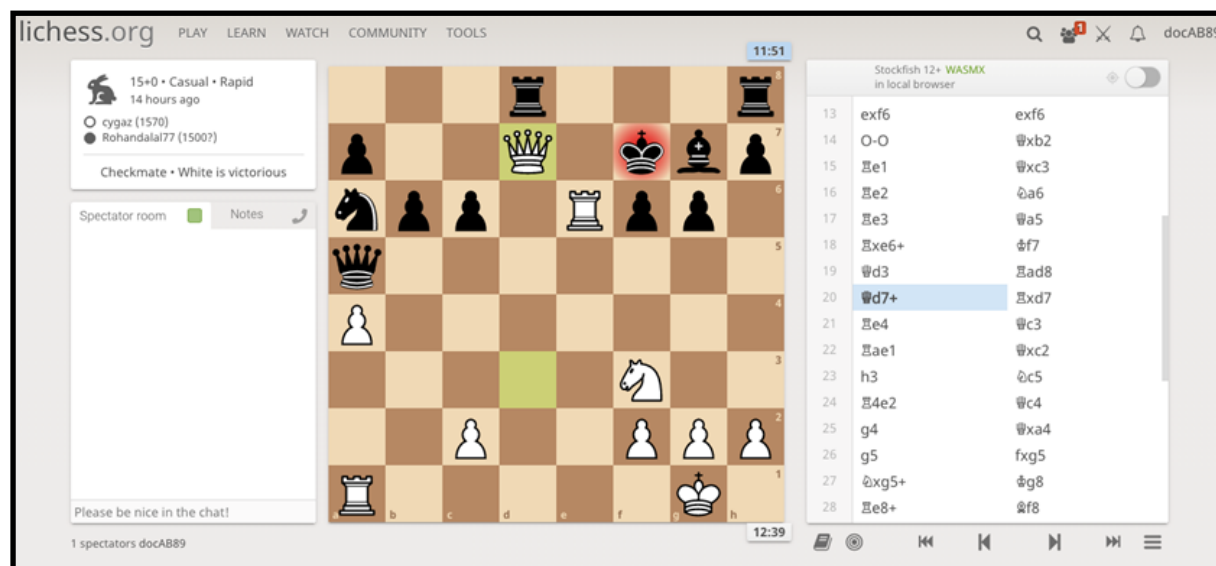 lichess.org PLAY LEARN WATCH COMMUNITY TOOLS 1 docAB89
15+0 • Casual • Rapid
14 hours ago
cygaz (1570)
Rohandalal77 (1500?)
Checkmate • White is victorious
Spectator room Notes
Please be nice in the chat!
1 spectators docAB89
11:51
8
7
6
5
4
3
2
1
a b c d e f g h
12:39
Stockfish 12+ WASMX
in local browser
13 exf6 exf6
14 O-O ♛xb2
15 ♜e1 ♛xc3
16 ♜e2 ♞a6
17 ♜e3 ♛a5
18 ♜xe6+ ♚f7
19 ♛d3 ♜ad8
20 ♛d7+ ♜xd7
21 ♜e4 ♛c3
22 ♜ae1 ♛xc2
23 h3 ♞c5
24 ♜4e2 ♛c4
25 g4 ♛xa4
26 g5 fxg5
27 ♞xg5+ ♚g8
28 ♜e8+ ♝f8